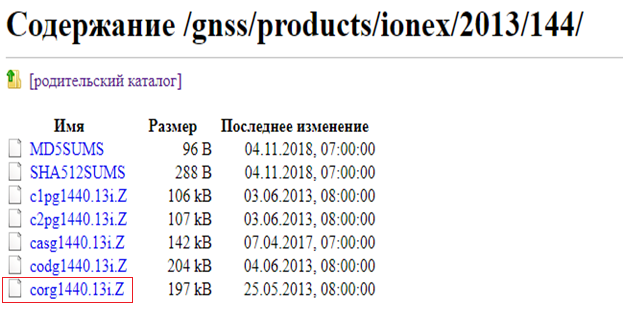 Содержание /gnss/products/ionex/2013/144/
[родительский каталог]
Имя Размер Последнее изменение
MD5SUMS 96 B 04.11.2018, 07:00:00
SHA512SUMS 288 B 04.11.2018, 07:00:00
c1pg1440.13i.Z 106 kB 03.06.2013, 08:00:00
c2pg1440.13i.Z 107 kB 03.06.2013, 08:00:00
casg1440.13i.Z 142 kB 07.04.2017, 07:00:00
codg1440.13i.Z 204 kB 04.06.2013, 08:00:00
corg1440.13i.Z 197 kB 25.05.2013, 08:00:00